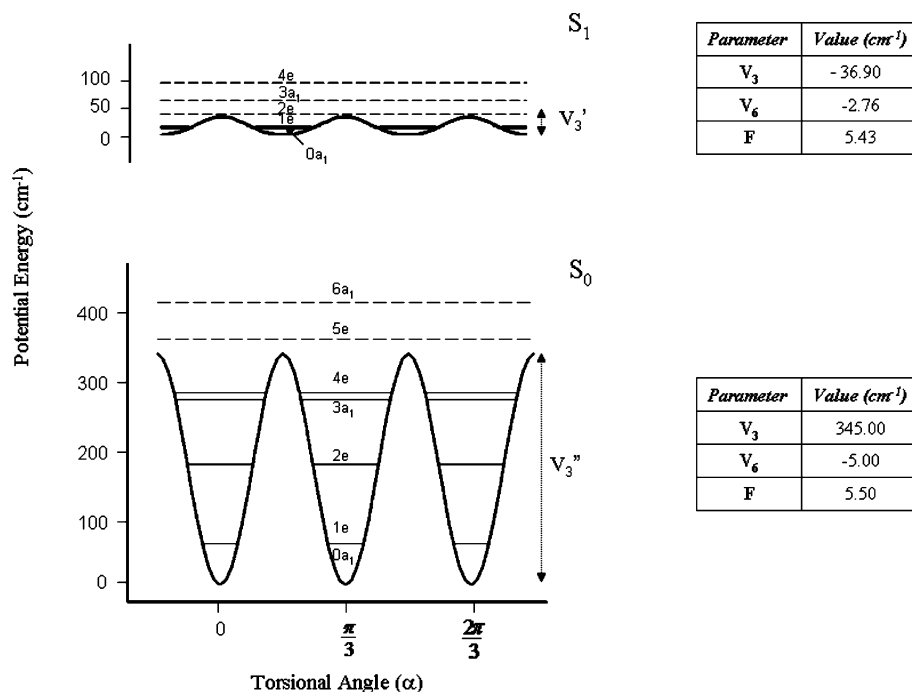 S₁
4e
100
3a₁
50
2e
1e
V₃'
0
0a₁
Parameter Value (cm⁻¹)
V₃ -36.90
V₆ -2.76
F 5.43
Potential Energy (cm⁻¹)
S₀
6a₁
400
5e
300
4e
3a₁
200
2e
V₃"
100
1e
0a₁
0
0 π/3 2π/3
Torsional Angle (α)
Parameter Value (cm⁻¹)
V₃ 345.00
V₆ -5.00
F 5.50